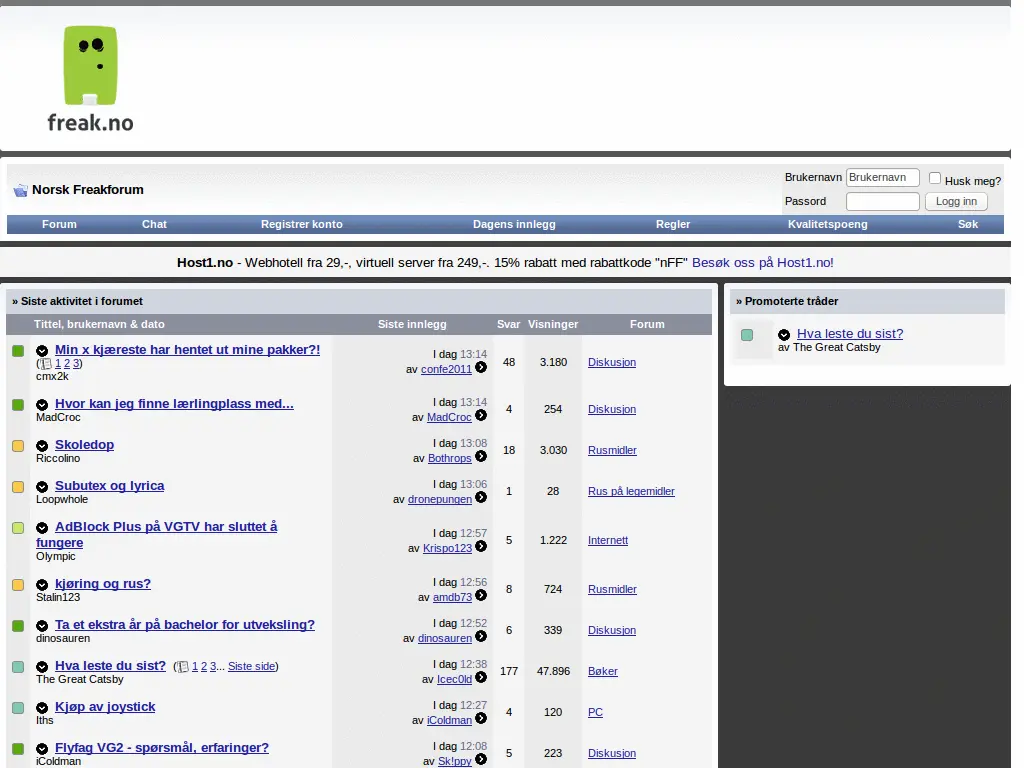 freak.no
Norsk Freakforum
Brukernavn Brukernavn Husk meg?
Passord Logg inn
Forum Chat Registrer konto Dagens innlegg Regler Kvalitetspoeng Søk
Host1.no - Webhotell fra 29,-, virtuell server fra 249,-. 15% rabatt med rabattkode "nFF" Besøk oss på Host1.no!
» Siste aktivitet i forumet
Tittel, brukernavn & dato Siste innlegg Svar Visninger Forum
Min x kjæreste har hentet ut mine pakker?!
( 1 2 3)
cmx2k
I dag 13:14
av confe2011
48 3.180 Diskusjon
Hvor kan jeg finne lærlingplass med...
MadCroc
I dag 13:14
av MadCroc
4 254 Diskusjon
Skoledop
Riccolino
I dag 13:08
av Bothrops
18 3.030 Rusmidler
Subutex og lyrica
Loopwhole
I dag 13:06
av dronepungen
1 28 Rus på legemidler
AdBlock Plus på VGTV har sluttet å
fungere
Olympic
I dag 12:57
av Krispo123
5 1.222 Internett
kjøring og rus?
Stalin123
I dag 12:56
av amdb73
8 724 Rusmidler
Ta et ekstra år på bachelor for utveksling?
dinosauren
I dag 12:52
av dinosauren
6 339 Diskusjon
Hva leste du sist? ( 1 2 3... Siste side)
The Great Catsby
I dag 12:38
av Icec0ld
177 47.896 Bøker
Kjøp av joystick
Iths
I dag 12:27
av iColdman
4 120 PC
Flyfag VG2 - spørsmål, erfaringer?
iColdman
I dag 12:08
av Sk!ppy
5 223 Diskusjon
» Promoterte tråder
Hva leste du sist?
av The Great Catsby